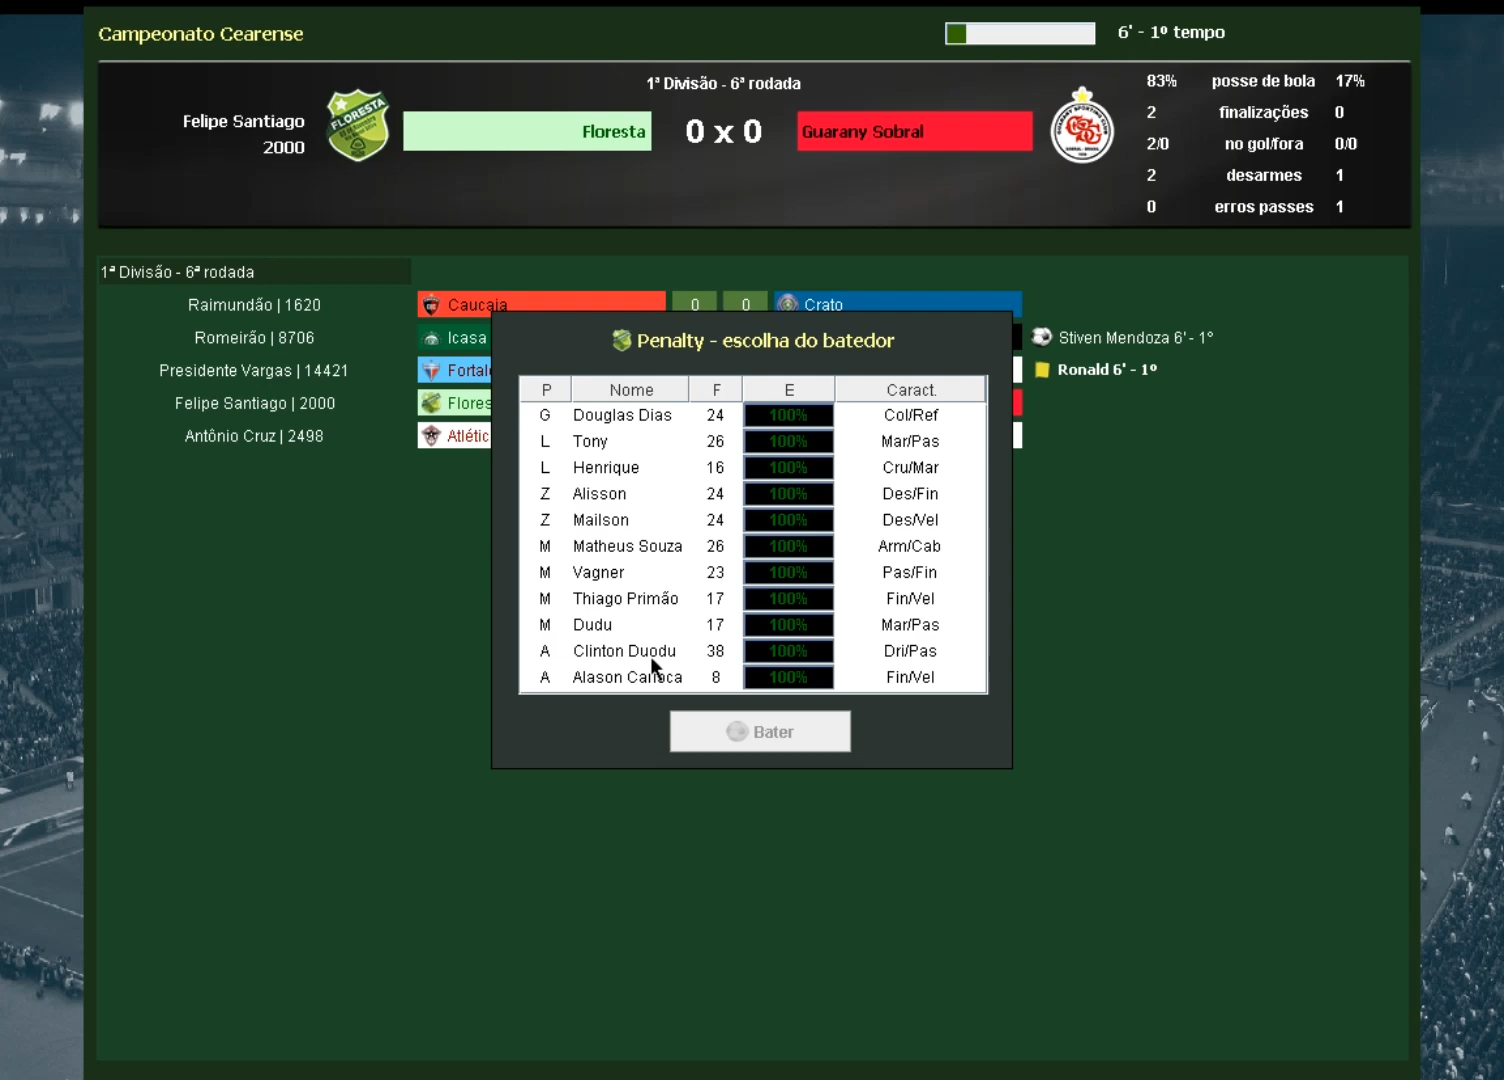 Campeonato Cearense
6' - 1º tempo
1ª Divisão - 6ª rodada
Felipe Santiago
2000
FLORESTA
Floresta
0 x 0
Guarany Sobral
83% posse de bola 17%
2 finalizações 0
2/0 no gol/fora 0/0
2 desarmes 1
0 erros passes 1
1ª Divisão - 6ª rodada
Raimundão | 1620 Caucaia 0 0 Crato
Romeirão | 8706 Icasa Stiven Mendoza 6' - 1º
Presidente Vargas | 14421 Fortal Ronald 6' - 1º
Felipe Santiago | 2000 Flores
Antônio Cruz | 2498 Atlétic
Penalty - escolha do batedor
P Nome F E Caract.
G Douglas Dias 24 100% Col/Ref
L Tony 26 100% Mar/Pas
L Henrique 16 100% Cru/Mar
Z Alisson 24 100% Des/Fin
Z Mailson 24 100% Des/Vel
M Matheus Souza 26 100% Arm/Cab
M Vagner 23 100% Pas/Fin
M Thiago Primão 17 100% Fin/Vel
M Dudu 17 100% Mar/Pas
A Clinton Duodu 38 100% Dri/Pas
A Alason Carioca 8 100% Fin/Vel
Bater